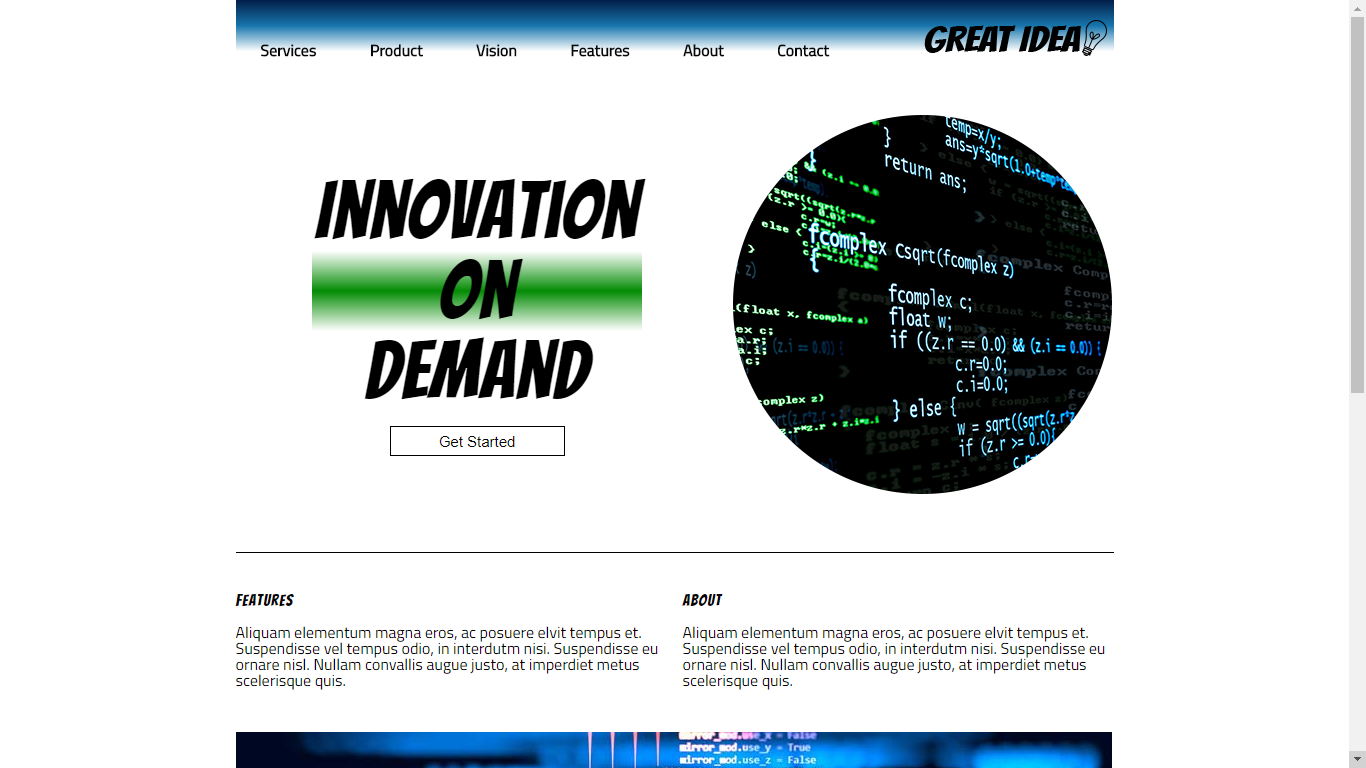 Services Product Vision Features About Contact GREAT IDEA
INNOVATION
ON
DEMAND
Get Started
temp=x/y;
ans=y*sqrt(1.0+temp*te
}
return ans;
else {
fcomplex Csqrt(fcomplex z)
{
fcomplex c;
float w;
(float x, fcomplex a)
if ((z.r == 0.0) && (z.i == 0.0)) {
c.r=0.0;
c.i=0.0;
omplex z)
} else {
w = sqrt((sqrt(z.r*z
if (z.r >= 0.0){
c.r=
FEATURES
Aliquam elementum magna eros, ac posuere elvit tempus et.
Suspendisse vel tempus odio, in interdutm nisi. Suspendisse eu
ornare nisl. Nullam convallis augue justo, at imperdiet metus
scelerisque quis.
ABOUT
Aliquam elementum magna eros, ac posuere elvit tempus et.
Suspendisse vel tempus odio, in interdutm nisi. Suspendisse eu
ornare nisl. Nullam convallis augue justo, at imperdiet metus
scelerisque quis.
mirror_mod.use_x = False
mirror_mod.use_y = True
mirror_mod.use_z = False